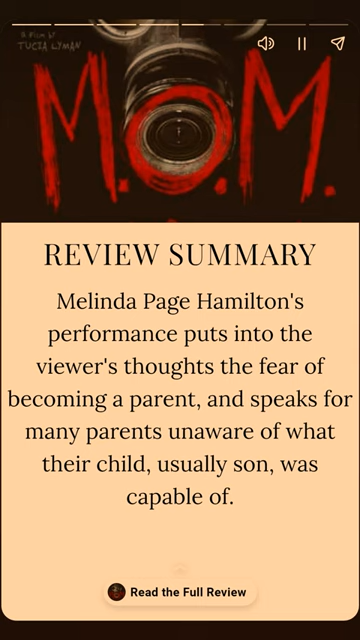 A Film By
TUCIA LYMAN
M.O.M.
REVIEW SUMMARY
Melinda Page Hamilton's
performance puts into the
viewer's thoughts the fear of
becoming a parent, and speaks for
many parents unaware of what
their child, usually son, was
capable of.
Read the Full Review